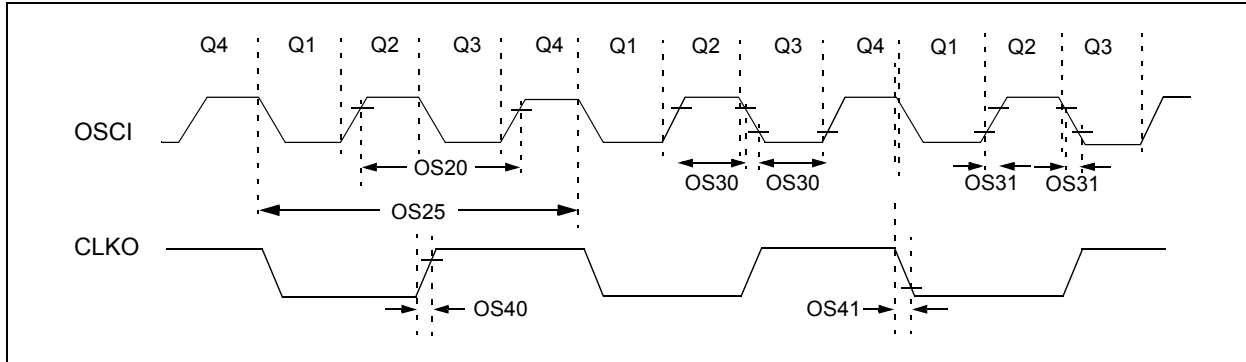 Q4 Q1 Q2 Q3 Q4 Q1 Q2 Q3 Q4 Q1 Q2 Q3
OSCI
OS20
OS30 OS30
OS31 OS31
OS25
CLKO
OS40
OS41